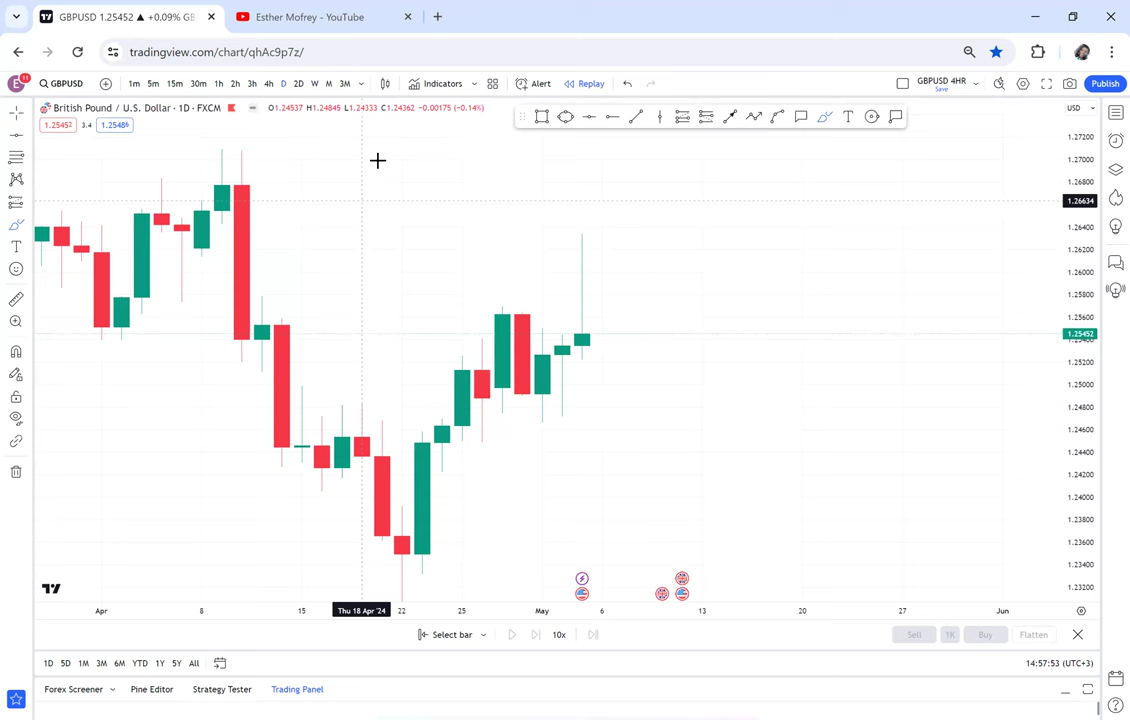 GBPUSD 1.25452 ▲ +0.09% GB
Esther Mofrey - YouTube
tradingview.com/chart/qhAc9p7z/
E
11
GBPUSD
1m 5m 15m 30m 1h 2h 3h 4h D 2D W M 3M
Indicators
Alert
Replay
GBPUSD 4HR
Save
Publish
British Pound / U.S. Dollar · 1D · FXCM
O1.24537 H1.24845 L1.24333 C1.24362 −0.00175 (−0.14%)
USD
1.25452 3.4 1.25486
1.27200
1.27000
1.26800
1.26634
1.26400
1.26200
1.26000
1.25800
1.25600
1.25452
1.25200
1.25000
1.24800
1.24600
1.24400
1.24200
1.24000
1.23800
1.23600
1.23400
1.23200
Apr 8 15 Thu 18 Apr '24 22 25 May 6 13 20 27 Jun
Select bar
10x
Sell 1K Buy Flatten
1D 5D 1M 3M 6M YTD 1Y 5Y All
14:57:53 (UTC+3)
Forex Screener Pine Editor Strategy Tester Trading Panel